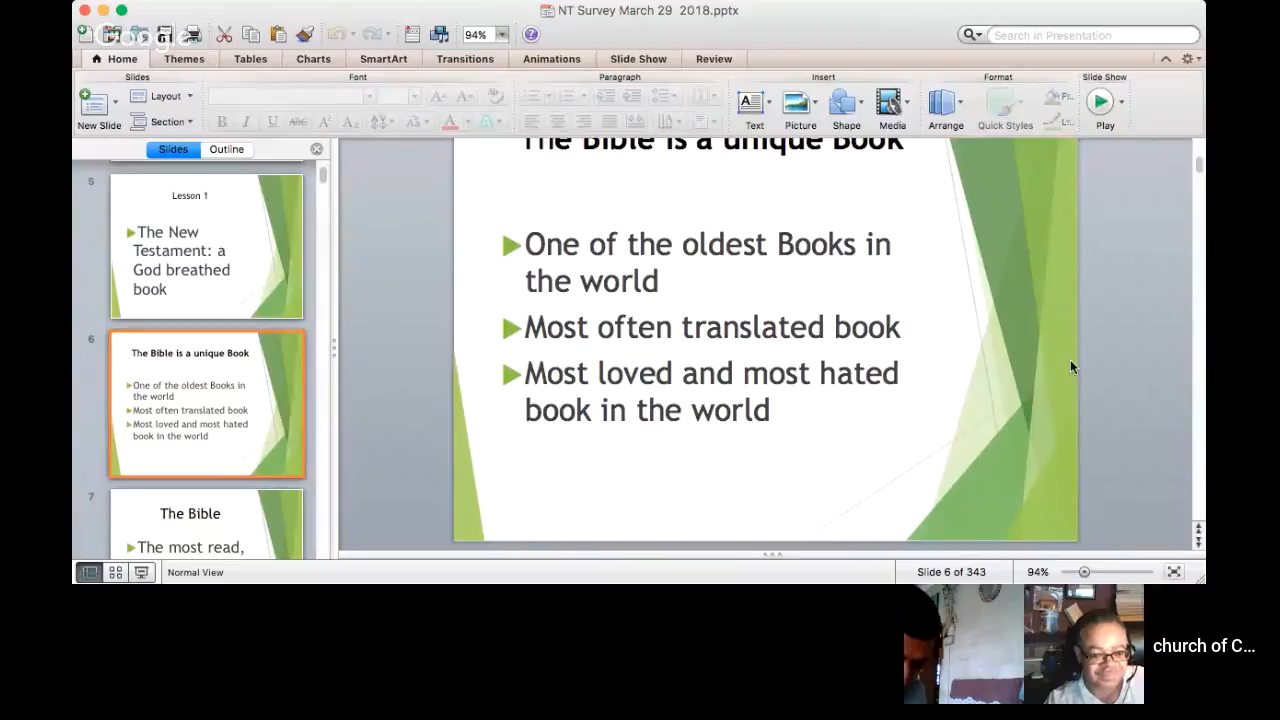 NT Survey March 29 2018.pptx
Google
94%
Search in Presentation
Home Themes Tables Charts SmartArt Transitions Animations Slide Show Review
Slides Font Paragraph Insert Format Slide Show
Layout
New Slide Section
Text Picture Shape Media Arrange Quick Styles Play
Slides Outline
5
Lesson 1
The New
Testament: a
God breathed
book
6
The Bible is a unique Book
One of the oldest Books in
the world
Most often translated book
Most loved and most hated
book in the world
7
The Bible
The most read,
The Bible is a unique Book
One of the oldest Books in
the world
Most often translated book
Most loved and most hated
book in the world
Normal View Slide 6 of 343 94%
church of C...